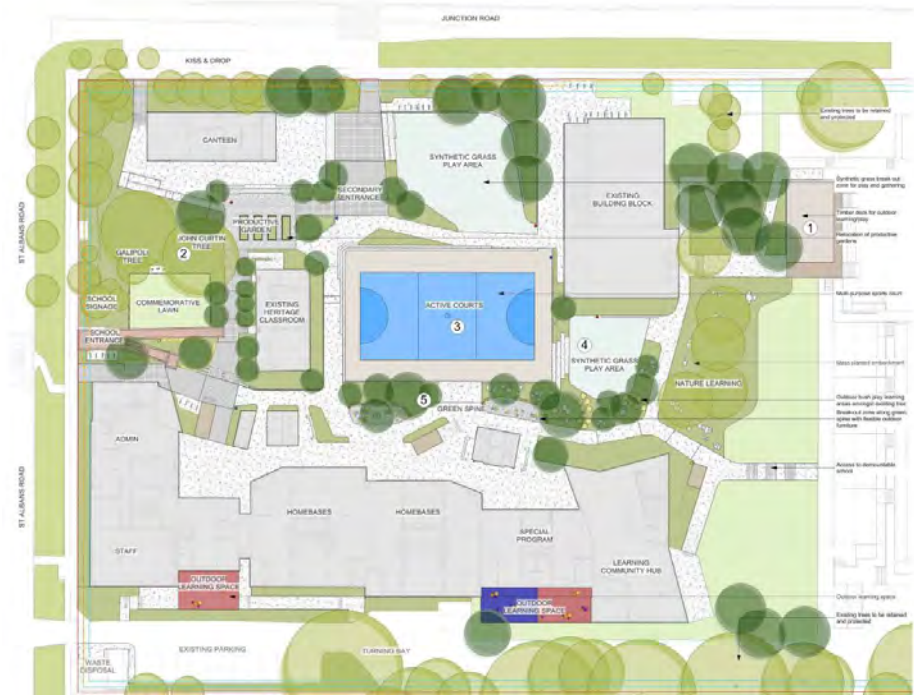 JUNCTION ROAD
KISS & DROP
CANTEEN
SYNTHETIC GRASS
PLAY AREA
Existing trees to be retained
and protected
EXISTING
BUILDING BLOCK
Synthetic grass break out
zone for play and gathering
SECONDARY
ENTRANCE
Timber deck for outdoor
learning/play
1
PRODUCTIVE
GARDEN
Relocation of productive
gardens
ST ALBANS ROAD
JOHN CURTIN
TREE
2
GALIPOLI
TREE
SCHOOL
SIGNAGE
COMMEMORATIVE
LAWN
EXISTING
HERITAGE
CLASSROOM
ACTIVE COURTS
3
Multi-purpose sports court
SCHOOL
ENTRANCE
4
SYNTHETIC GRASS
PLAY AREA
Mass planted embankment
NATURE LEARNING
5
GREEN SPINE
Outdoor bush play learning
areas amongst existing tree
Breakout zone along green
spine with flexible outdoor
furniture
ADMIN
Access to demountable
school
ST ALBANS ROAD
HOMEBASES
HOMEBASES
SPECIAL
PROGRAM
STAFF
LEARNING
COMMUNITY HUB
OUTDOOR
LEARNING SPACE
OUTDOOR
LEARNING SPACE
Outdoor learning space
Existing trees to be retained
and protected
EXISTING PARKING
TURNING BAY
WASTE
DISPOSAL